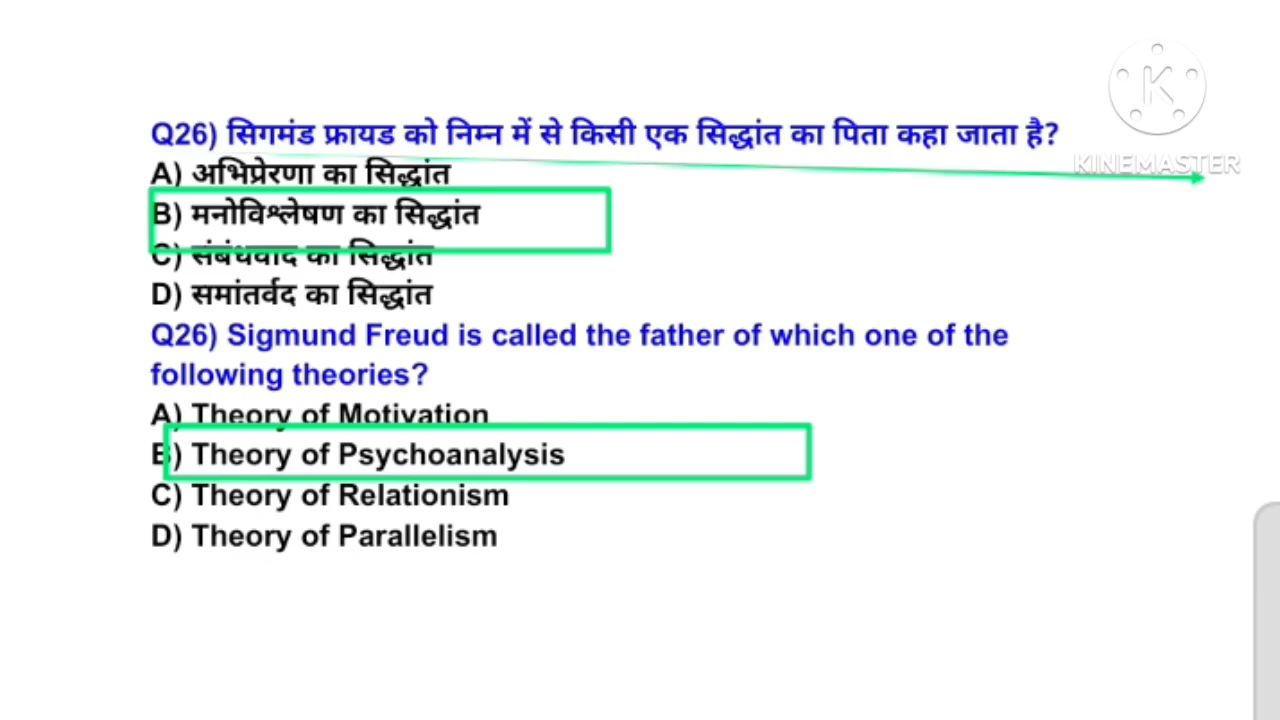 Q26) सिगमंड फ्रायड को निम्न में से किसी एक सिद्धांत का पिता कहा जाता है?
KINEMASTER
A) अभिप्रेरणा का सिद्धांत
B) मनोविश्लेषण का सिद्धांत
C) संबंधवाद का सिद्धांत
D) समांतर्वद का सिद्धांत
Q26) Sigmund Freud is called the father of which one of the
following theories?
A) Theory of Motivation
B) Theory of Psychoanalysis
C) Theory of Relationism
D) Theory of Parallelism